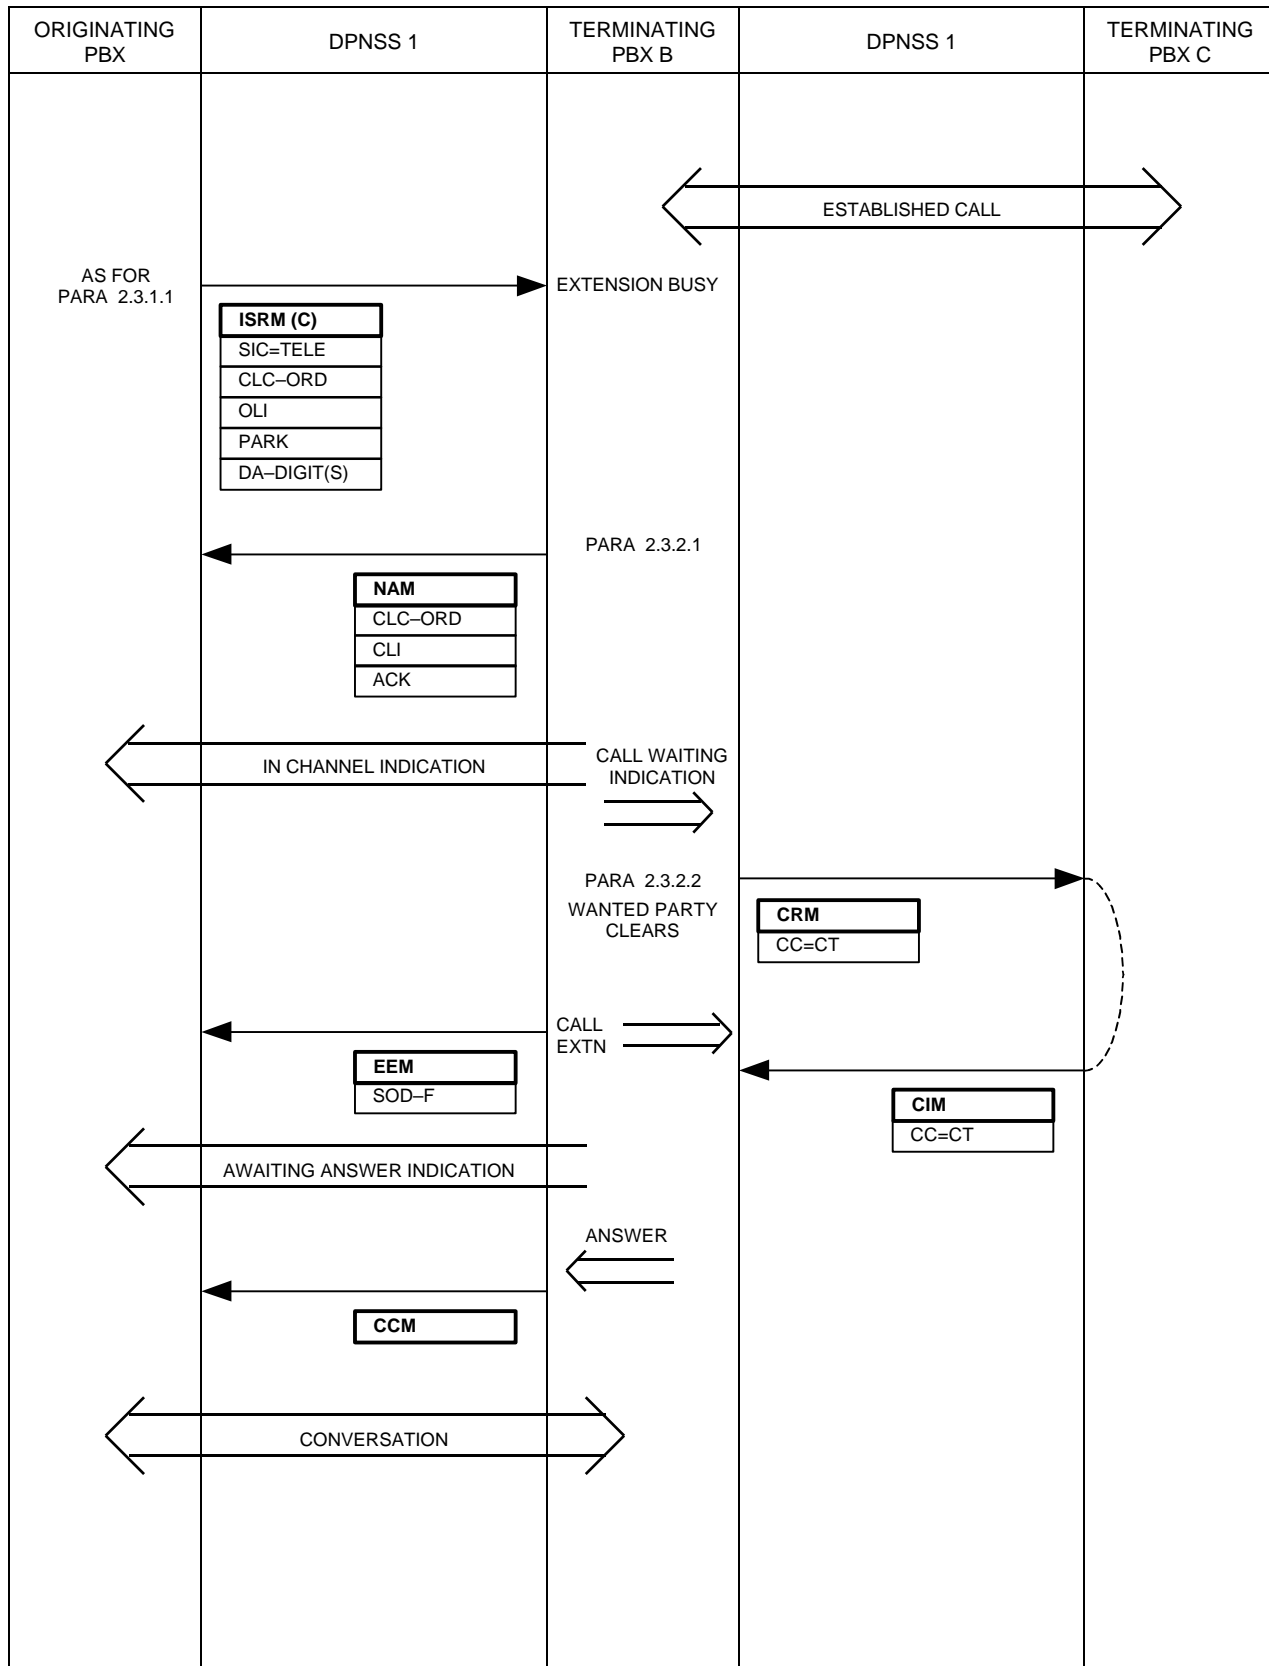 ORIGINATING
PBX
DPNSS 1
TERMINATING
PBX B
DPNSS 1
TERMINATING
PBX C
ESTABLISHED CALL
AS FOR
PARA 2.3.1.1
EXTENSION BUSY
ISRM (C)
SIC=TELE
CLC–ORD
OLI
PARK
DA–DIGIT(S)
PARA 2.3.2.1
NAM
CLC–ORD
CLI
ACK
IN CHANNEL INDICATION
CALL WAITING
INDICATION
PARA 2.3.2.2
WANTED PARTY
CLEARS
CRM
CC=CT
CALL
EXTN
EEM
SOD–F
CIM
CC=CT
AWAITING ANSWER INDICATION
ANSWER
CCM
CONVERSATION